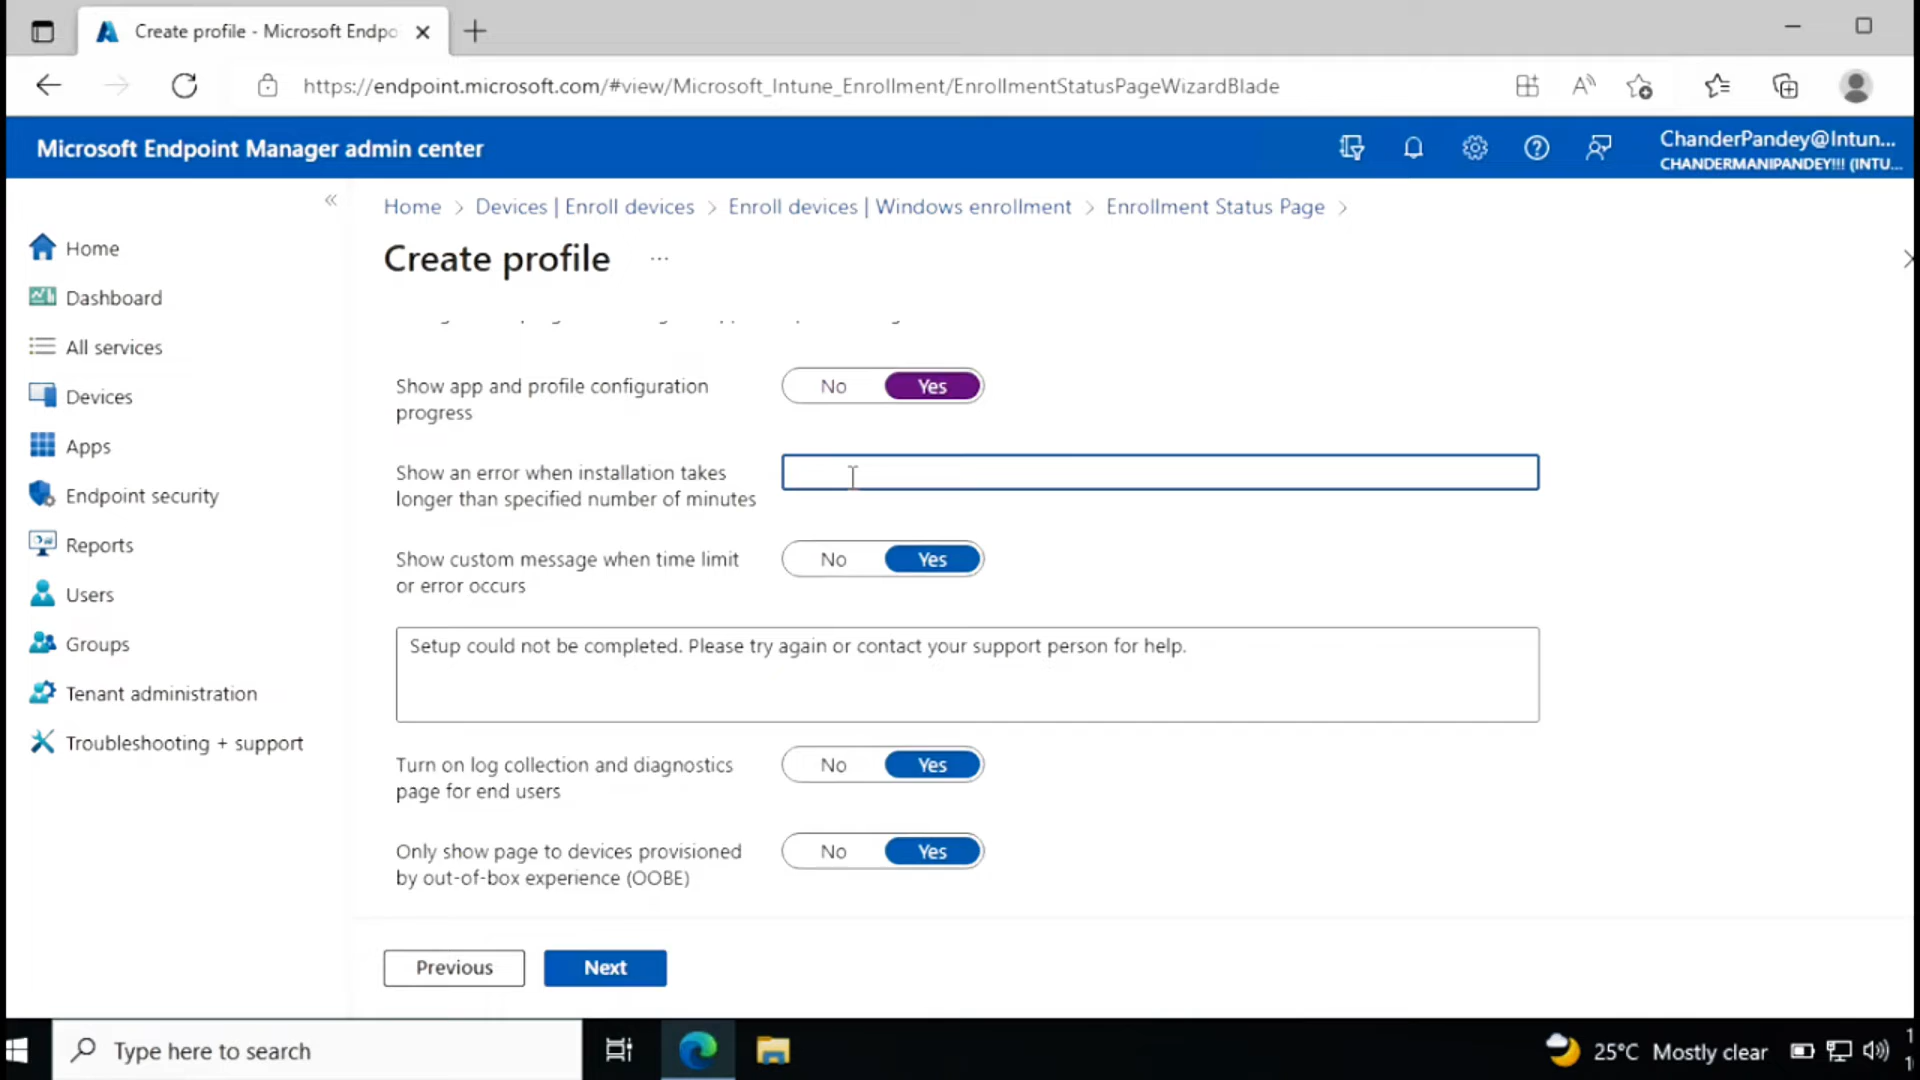 Create profile - Microsoft Endpo
https://endpoint.microsoft.com/#view/Microsoft_Intune_Enrollment/EnrollmentStatusPageWizardBlade
Microsoft Endpoint Manager admin center
ChanderPandey@Intun...
CHANDERMANIPANDEY!!! (INTU...
Home > Devices | Enroll devices > Enroll devices | Windows enrollment > Enrollment Status Page >
Create profile ...
Home
Dashboard
All services
Devices
Apps
Endpoint security
Reports
Users
Groups
Tenant administration
Troubleshooting + support
Show app and profile configuration
progress
No Yes
Show an error when installation takes
longer than specified number of minutes
Show custom message when time limit
or error occurs
No Yes
Setup could not be completed. Please try again or contact your support person for help.
Turn on log collection and diagnostics
page for end users
No Yes
Only show page to devices provisioned
by out-of-box experience (OOBE)
No Yes
Previous
Next
Type here to search
25°C Mostly clear